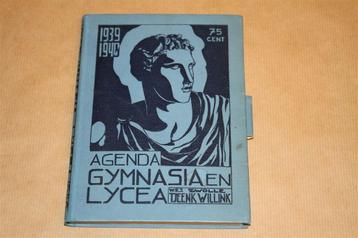 1939
1940
75
CENT
AGENDA
GYMNASIA EN
LYCEA
ZWOLLE
TJEENK WILLINK